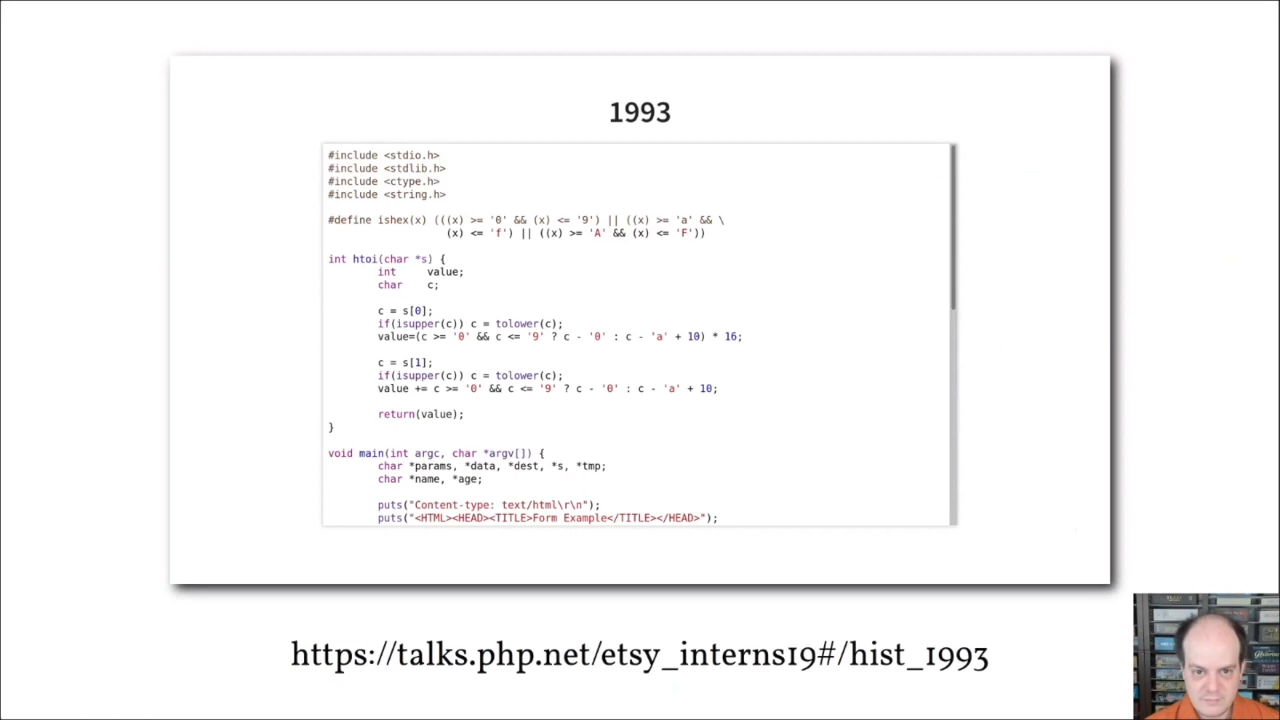 1993
#include <stdio.h>
#include <stdlib.h>
#include <ctype.h>
#include <string.h>
#define ishex(x) (((x) >= '0' && (x) <= '9') || ((x) >= 'a' && \
(x) <= 'f') || ((x) >= 'A' && (x) <= 'F'))
int htoi(char *s) {
int value;
char c;
c = s[0];
if(isupper(c)) c = tolower(c);
value=(c >= '0' && c <= '9' ? c - '0' : c - 'a' + 10) * 16;
c = s[1];
if(isupper(c)) c = tolower(c);
value += c >= '0' && c <= '9' ? c - '0' : c - 'a' + 10;
return(value);
}
void main(int argc, char *argv[]) {
char *params, *data, *dest, *s, *tmp;
char *name, *age;
puts("Content-type: text/html\r\n");
puts("<HTML><HEAD><TITLE>Form Example</TITLE></HEAD>");
https://talks.php.net/etsy_interns19#/hist_1993